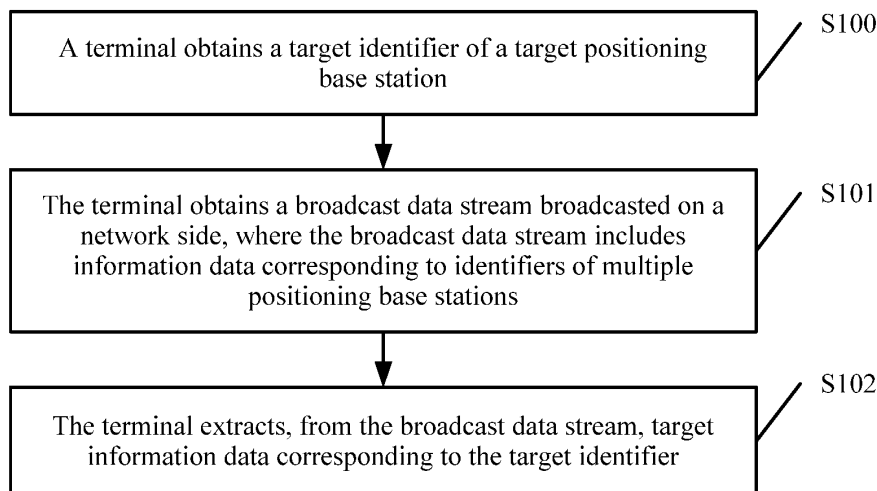 A terminal obtains a target identifier of a target positioning
base station
S100
The terminal obtains a broadcast data stream broadcasted on a
network side, where the broadcast data stream includes
information data corresponding to identifiers of multiple
positioning base stations
S101
The terminal extracts, from the broadcast data stream, target
information data corresponding to the target identifier
S102